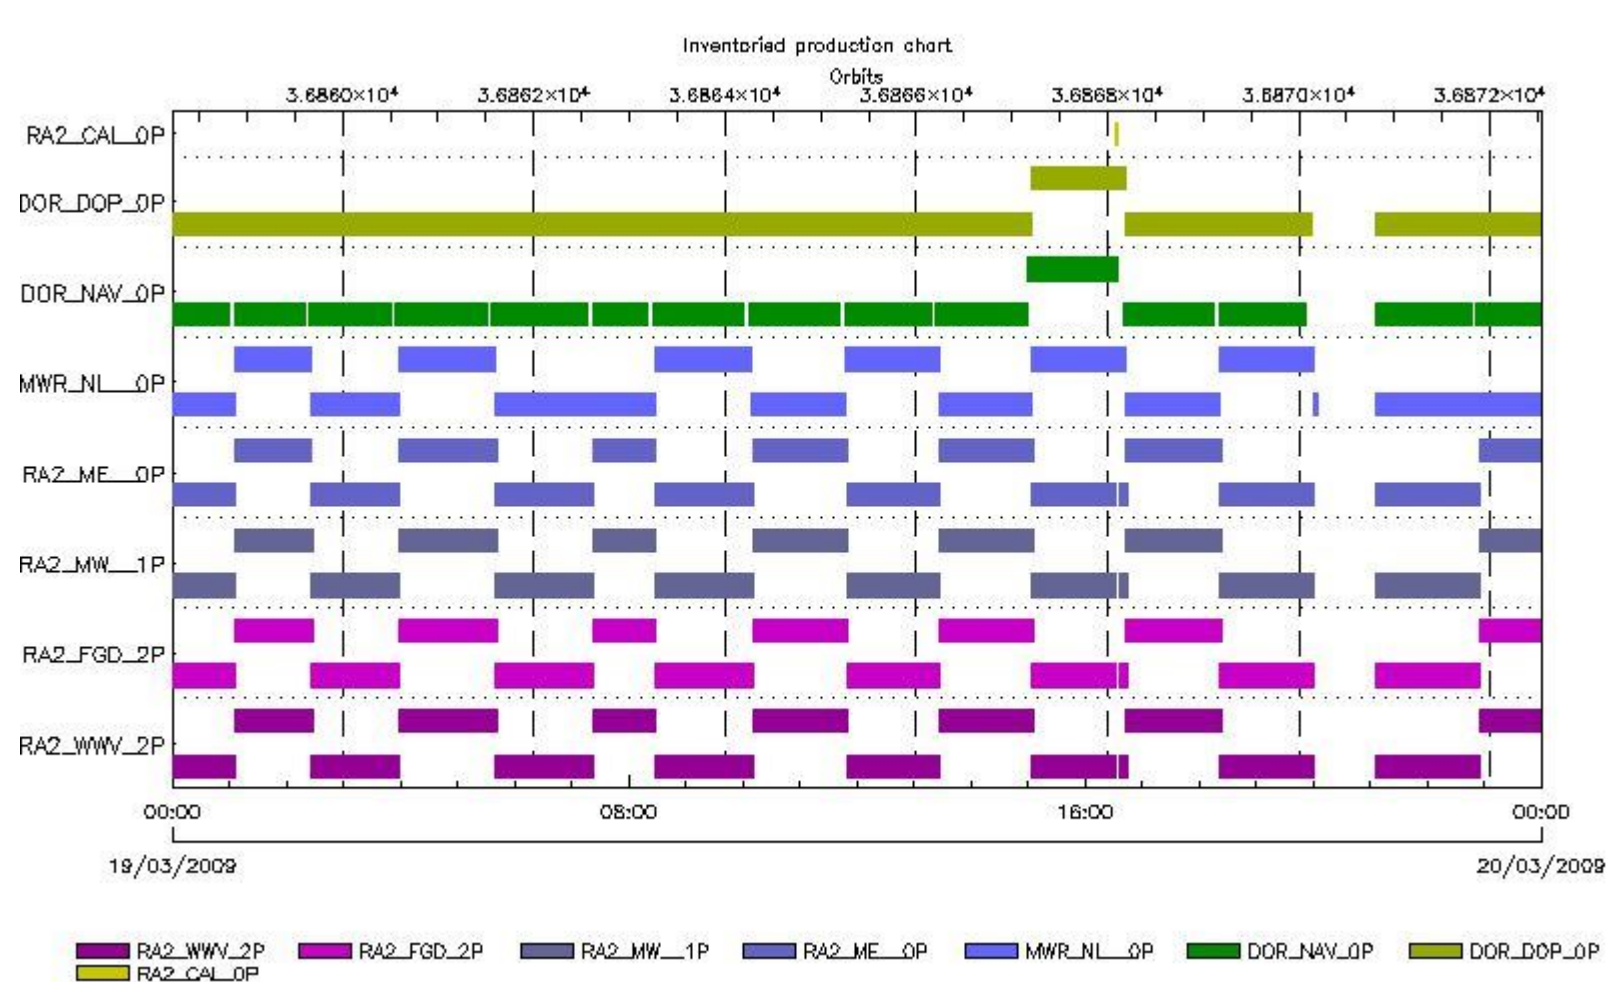 Inventoried production chart
Orbits
3.6860×10⁴ 3.6862×10⁴ 3.6864×10⁴ 3.6866×10⁴ 3.6868×10⁴ 3.6870×10⁴ 3.6872×10⁴
RA2_CAL_0P
DOR_DOP_0P
DOR_NAV_0P
MWR_NL__0P
RA2_ME__0P
RA2_MW__1P
RA2_FGD_2P
RA2_WWV_2P
00:00 08:00 16:00 00:00
19/03/2009 20/03/2009
RA2_WWV_2P RA2_FGD_2P RA2_MW__1P RA2_ME__0P MWR_NL__0P DOR_NAV_0P DOR_DOP_0P
RA2_CAL_0P